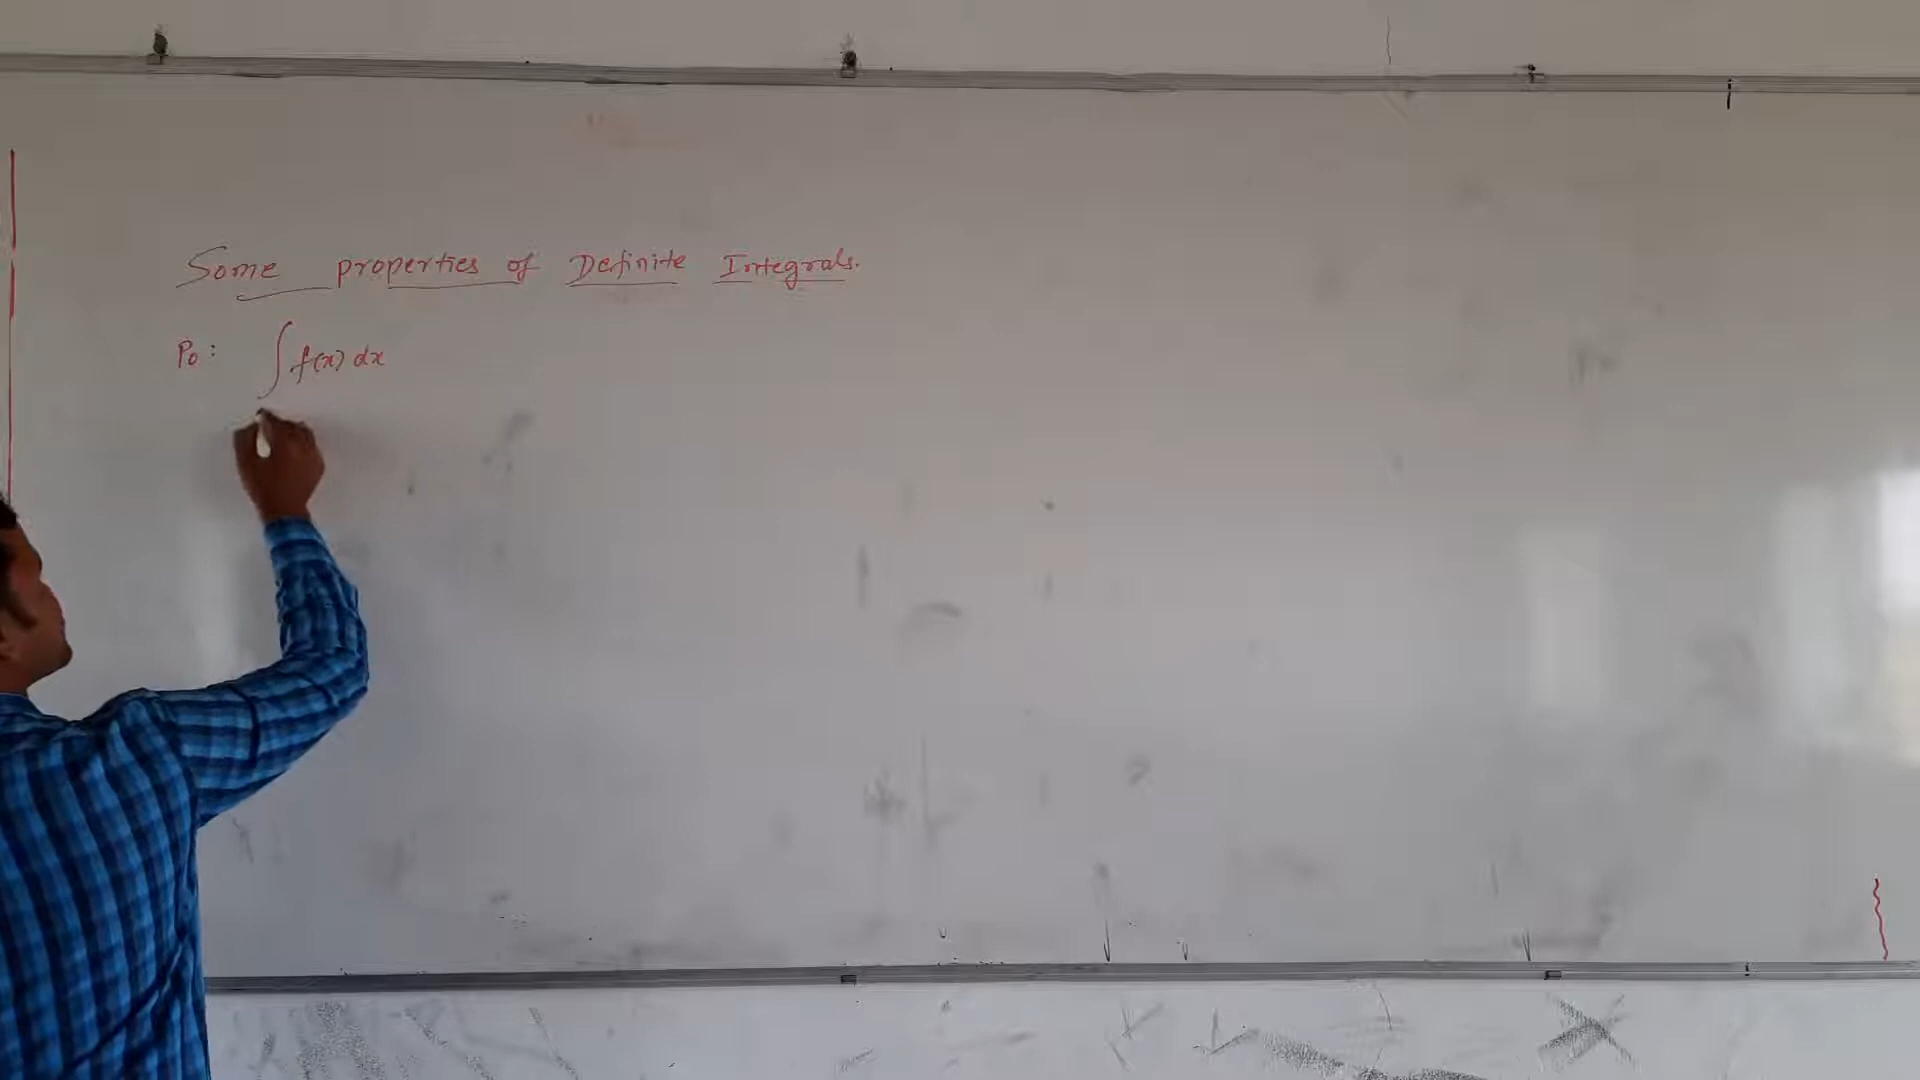 Some properties of Definite Integrals.
P₀ : ∫ f(x) dx